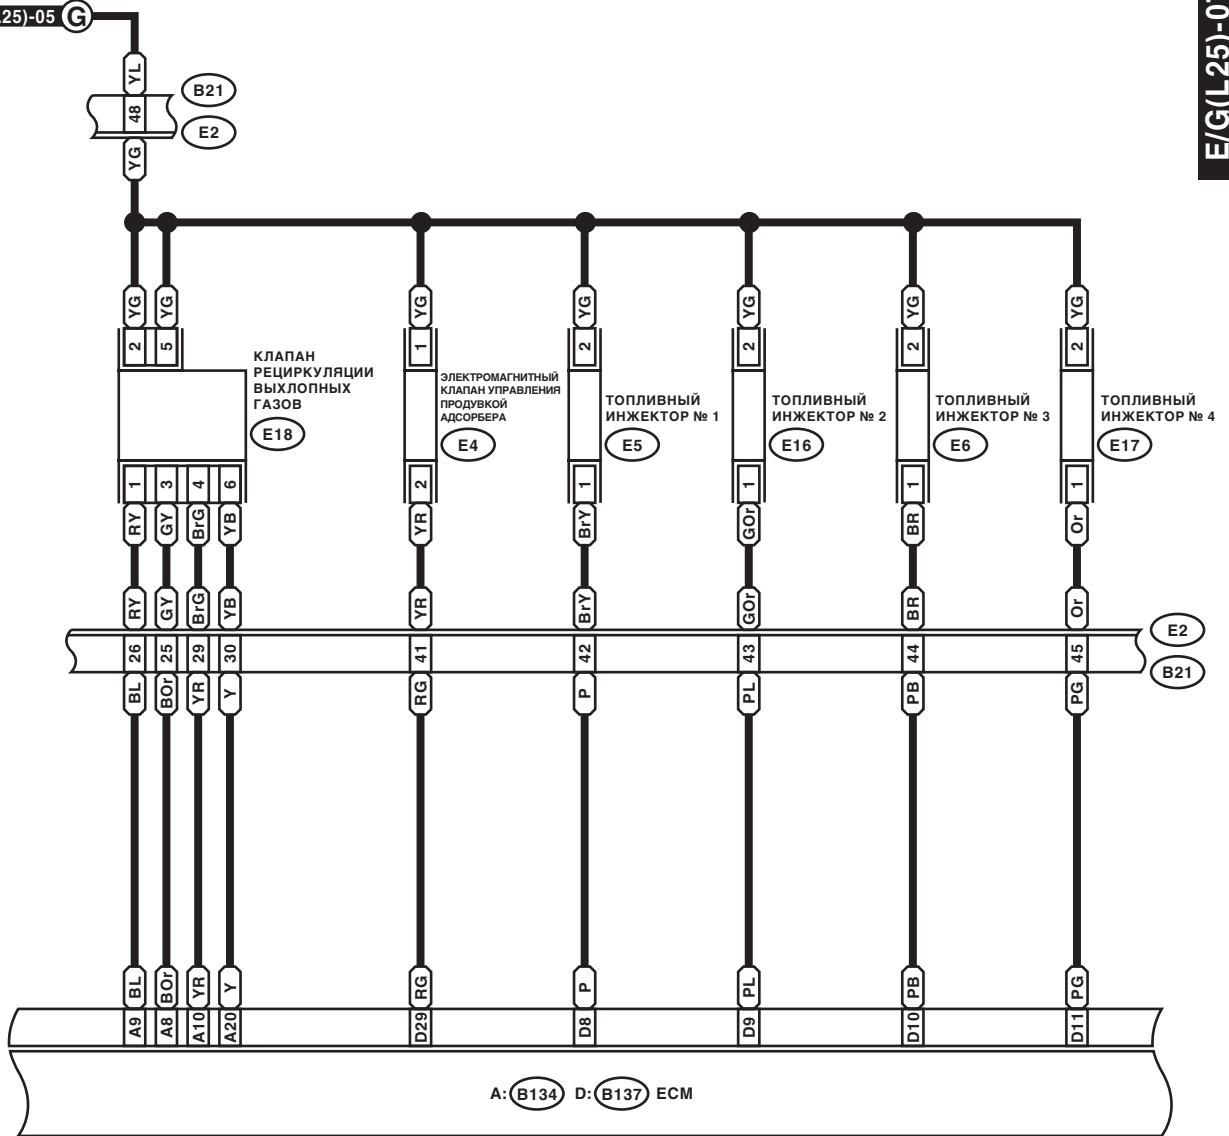 .25)-05 G
E/G(L25)-0
YL
48
B21
E2
YG
YG YG YG YG YG YG YG
2 5 1 2 2 2 2
КЛАПАН
РЕЦИРКУЛЯЦИИ
ВЫХЛОПНЫХ
ГАЗОВ
E18
ЭЛЕКТРОМАГНИТНЫЙ
КЛАПАН УПРАВЛЕНИЯ
ПРОДУВКОЙ
АДСОРБЕРА
E4
ТОПЛИВНЫЙ
ИНЖЕКТОР № 1
E5
ТОПЛИВНЫЙ
ИНЖЕКТОР № 2
E16
ТОПЛИВНЫЙ
ИНЖЕКТОР № 3
E6
ТОПЛИВНЫЙ
ИНЖЕКТОР № 4
E17
1 3 4 6 2 1 1 1 1
RY GY BrG YB YR BrY GOr BR Or
RY GY BrG YB YR BrY GOr BR Or
E2
26 25 29 30 41 42 43 44 45
B21
BL BOr YR Y RG P PL PB PG
BL BOr YR Y RG P PL PB PG
A9 A8 A10 A20 D29 D8 D9 D10 D11
A: B134 D: B137 ECM